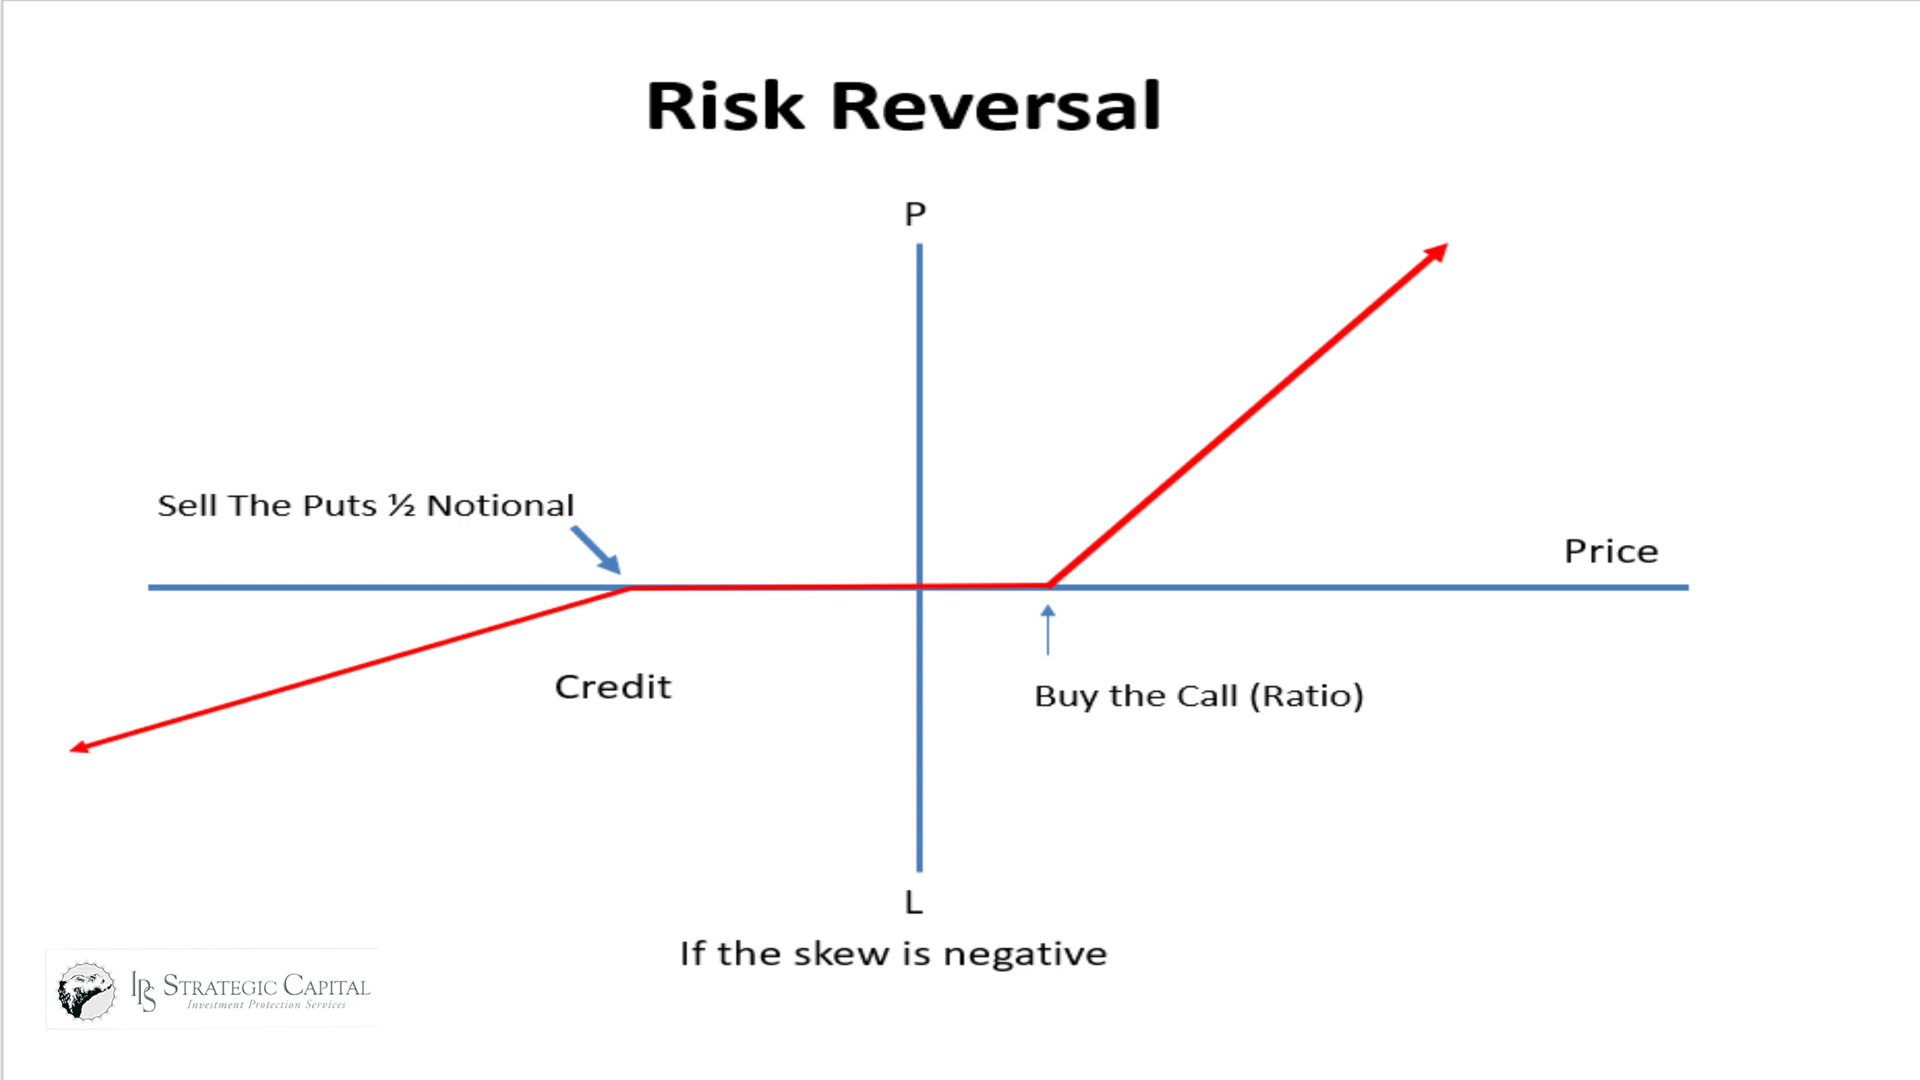 Risk Reversal
P
Sell The Puts ½ Notional
Price
Credit
Buy the Call (Ratio)
L
If the skew is negative
IPS STRATEGIC CAPITAL
Investment Protection Services